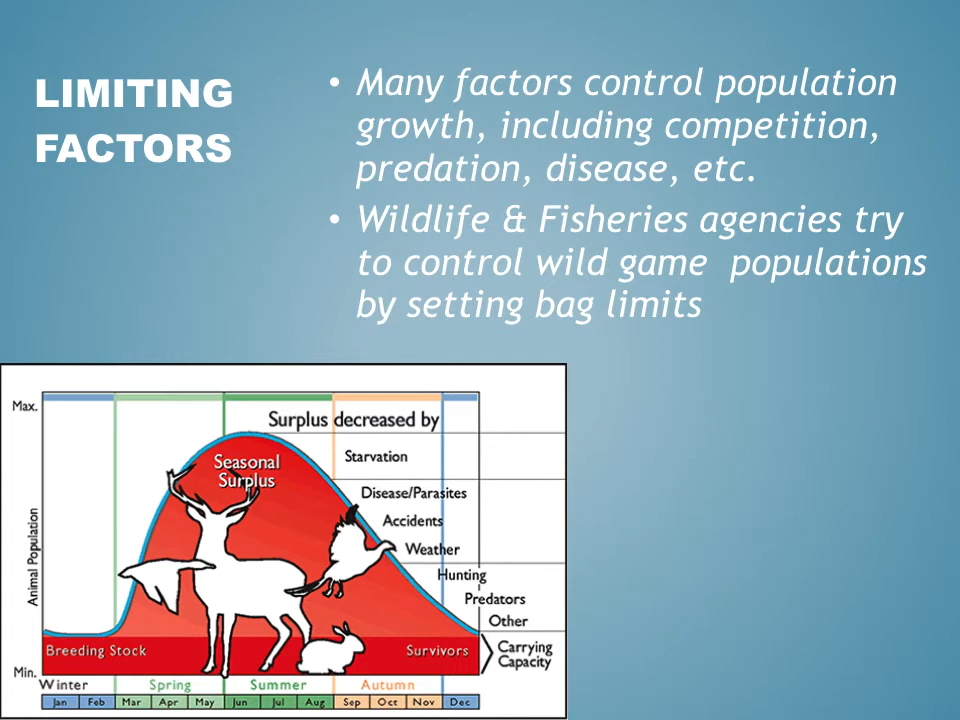 LIMITING
FACTORS
• Many factors control population
growth, including competition,
predation, disease, etc.
• Wildlife & Fisheries agencies try
to control wild game  populations
by setting bag limits
Max.
Surplus decreased by
Seasonal
Surplus
Starvation
Disease/Parasites
Accidents
Weather
Hunting
Predators
Other
Animal Population
Breeding Stock
Survivors
Carrying
Capacity
Min.
Winter Spring Summer Autumn
Jan Feb Mar Apr May Jun Jul Aug Sep Oct Nov Dec